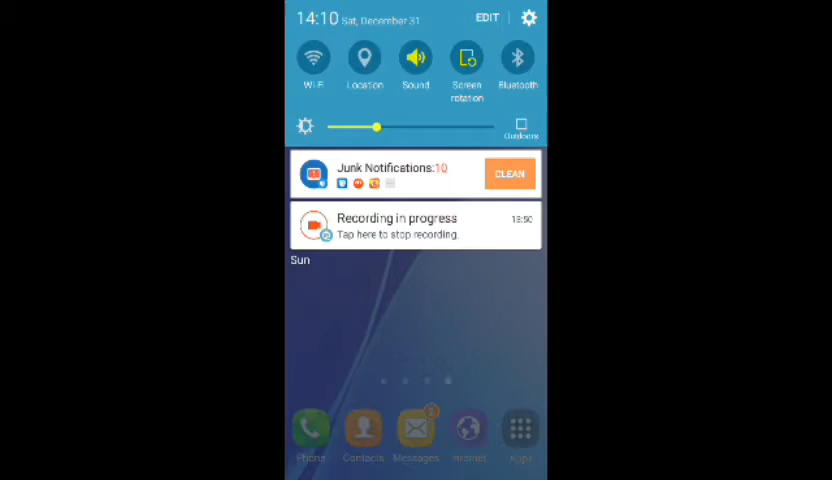 14:10 Sat, December 31 EDIT
Wi-Fi Location Sound Screen rotation Bluetooth
Outdoors
Junk Notifications:10 CLEAN
Recording in progress 13:50
Tap here to stop recording.
Sun
2
Phone Contacts Messages Internet Apps